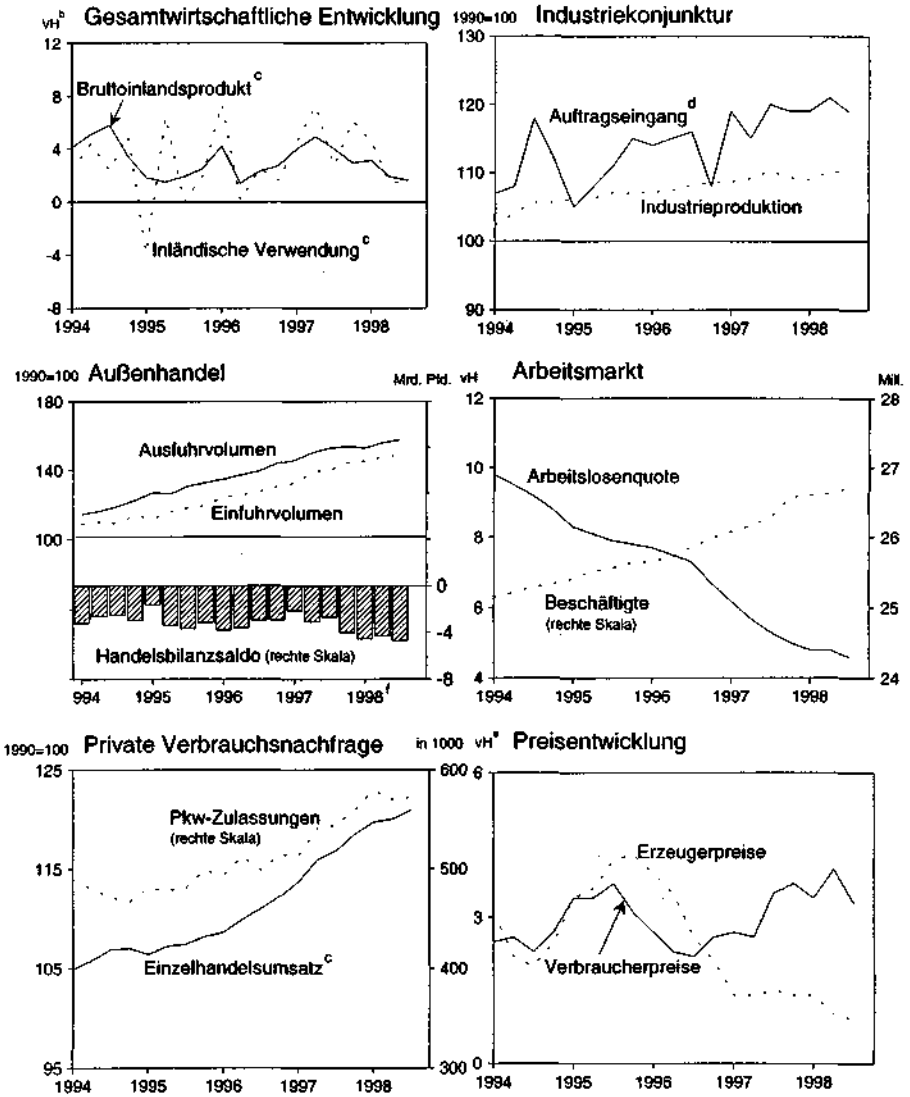 Gesamtwirtschaftliche Entwicklung
vH^b
12
8
4
0
-4
-8
Bruttoinlandsprodukt^c
Inländische Verwendung^c
1994 1995 1996 1997 1998
1990=100 Industriekonjunktur
130
120
110
100
90
Auftragseingang^d
Industrieproduktion
1994 1995 1996 1997 1998
1990=100 Außenhandel Mrd. Pfd.
180
140
100
0
-4
-8
Ausfuhrvolumen
Einfuhrvolumen
Handelsbilanzsaldo (rechte Skala)
994 1995 1996 1997 1998^f
vH Arbeitsmarkt Mill.
12
10
8
6
4
28
27
26
25
24
Arbeitslosenquote
Beschäftigte
(rechte Skala)
1994 1995 1996 1997 1998
1990=100 Private Verbrauchsnachfrage in 1000
125
115
105
95
600
500
400
300
Pkw-Zulassungen
(rechte Skala)
Einzelhandelsumsatz^c
1994 1995 1996 1997 1998
Preisentwicklung
6
3
0
Erzeugerpreise
Verbraucherpreise
1994 1995 1996 1997 1998